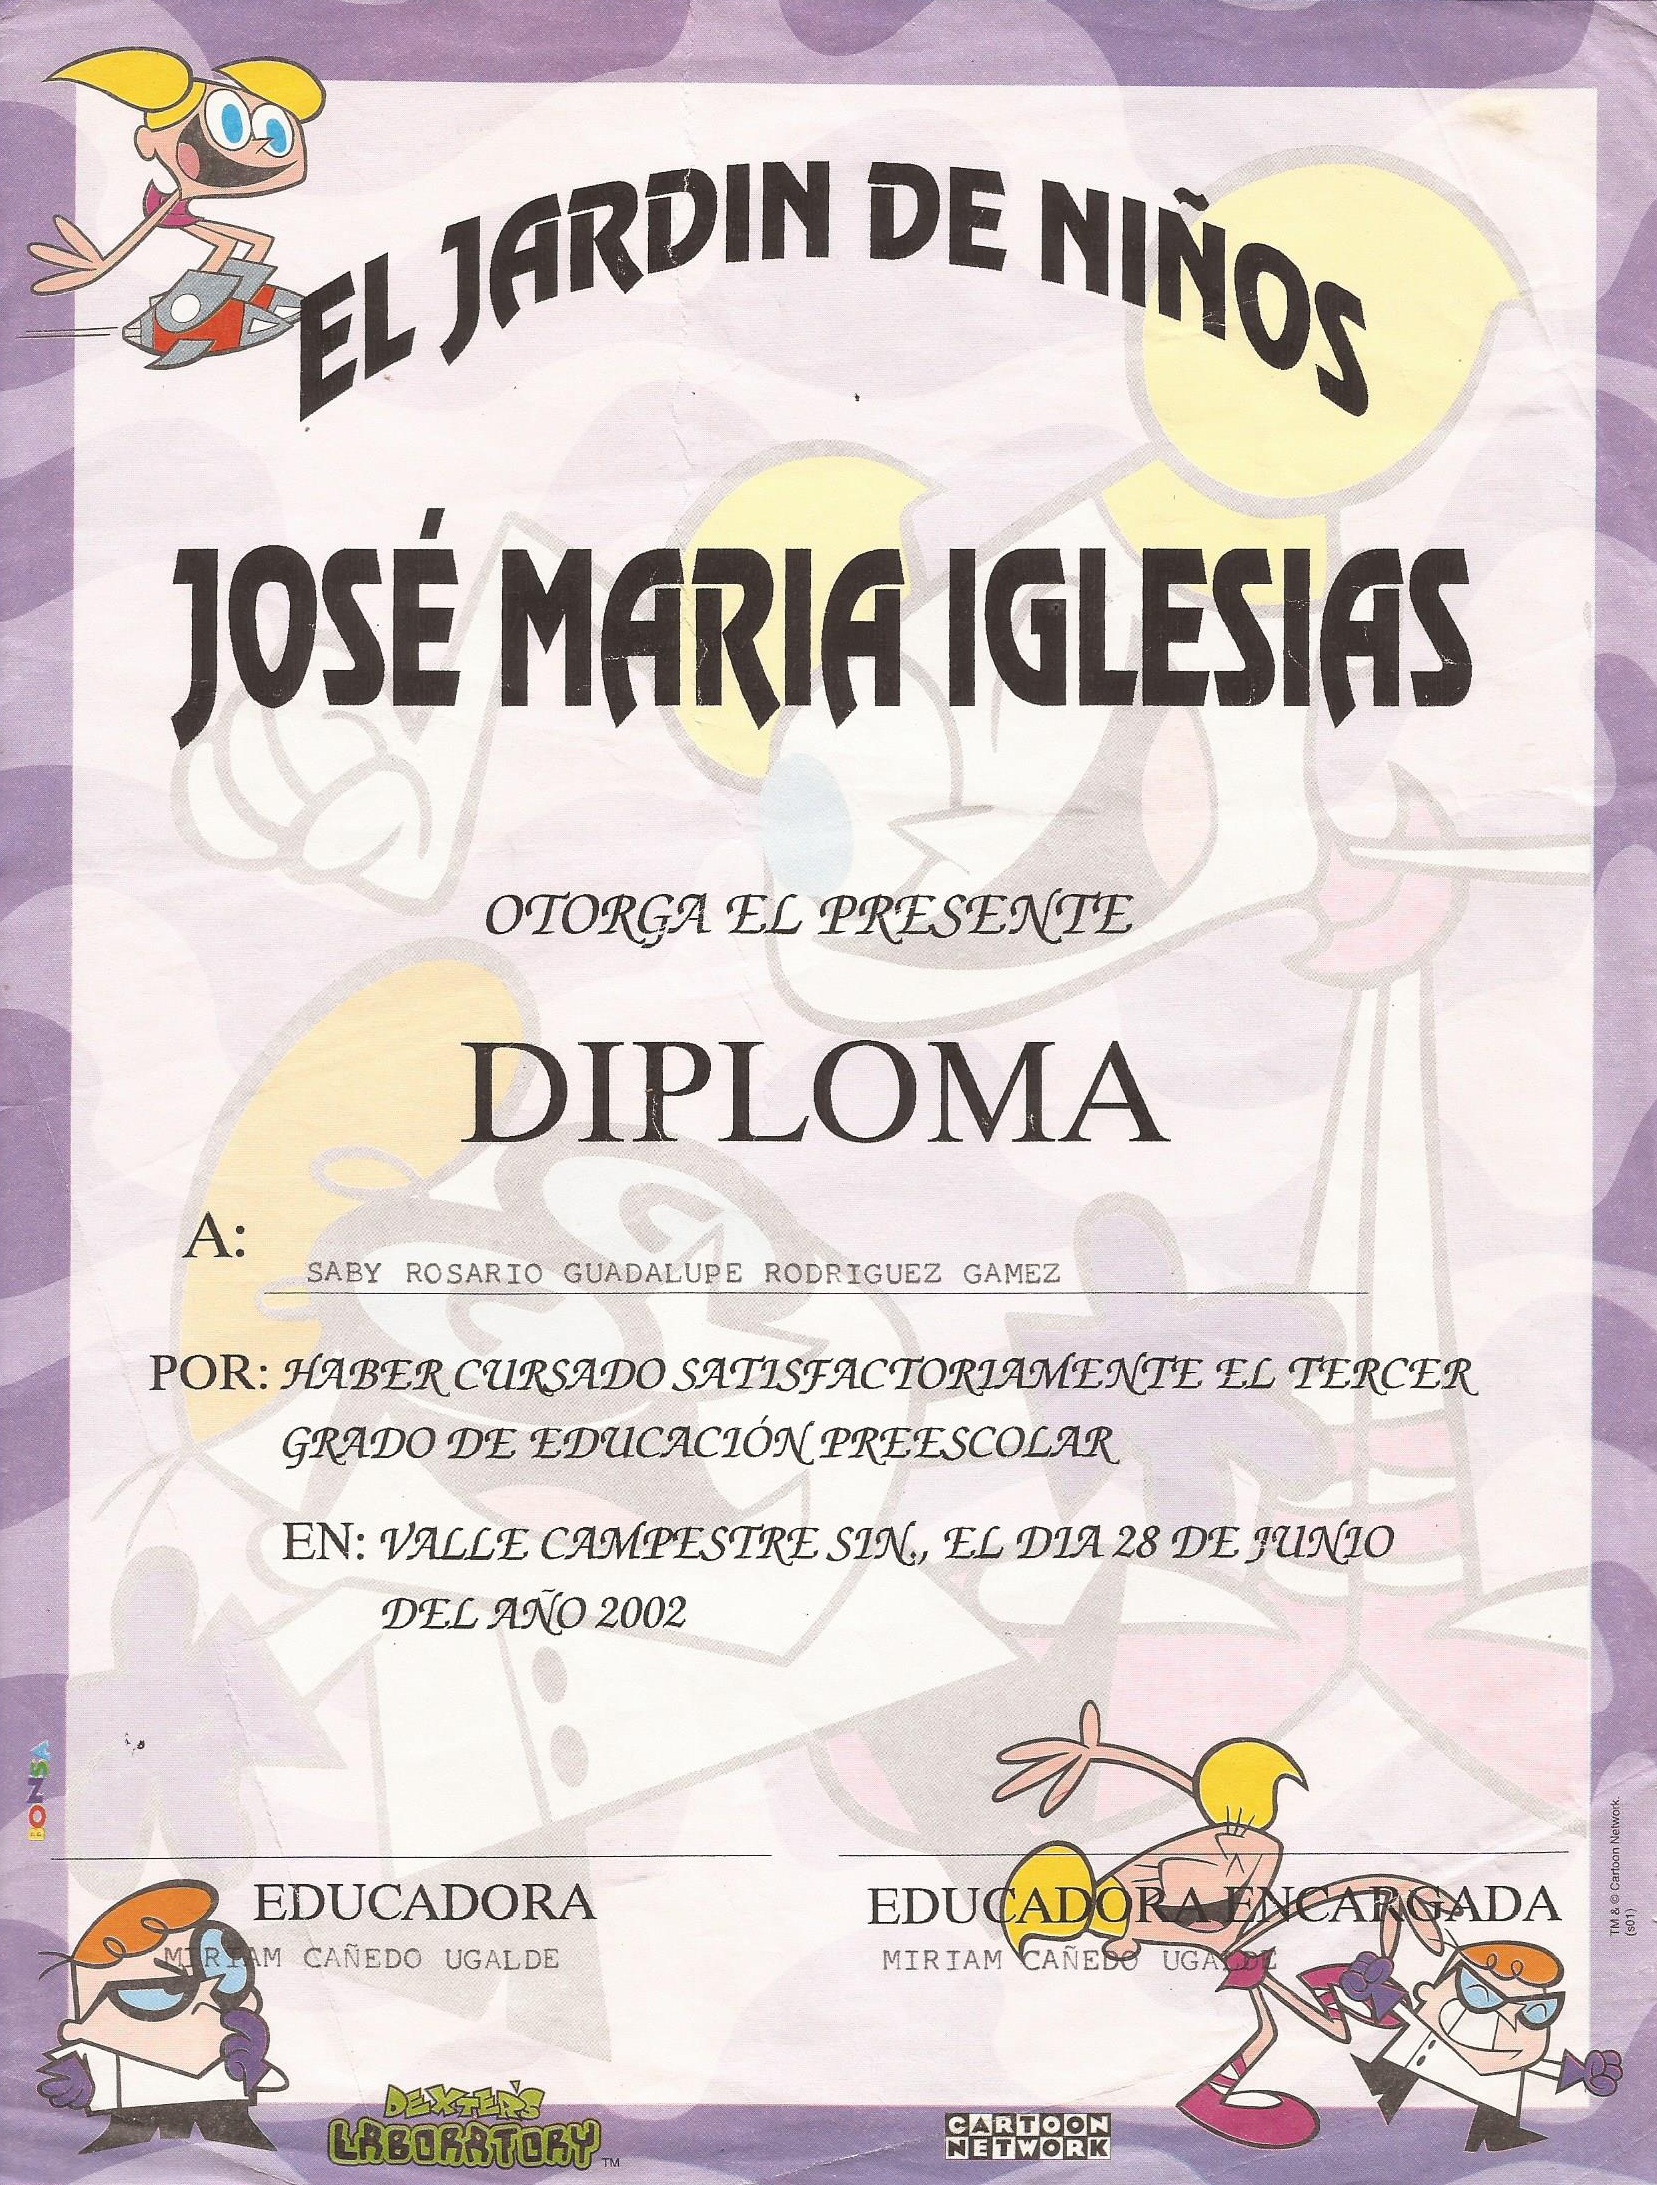 EL JARDIN DE NIÑOS
JOSÉ MARIA IGLESIAS
OTORGA EL PRESENTE
DIPLOMA
A:
SABY ROSARIO GUADALUPE RODRIGUEZ GAMEZ
POR: HABER CURSADO SATISFACTORIAMENTE EL TERCER
GRADO DE EDUCACIÓN PREESCOLAR
EN: VALLE CAMPESTRE SIN., EL DIA 28 DE JUNIO
DEL AÑO 2002
BONSA
EDUCADORA
MIRIAM CAÑEDO UGALDE
EDUCADORA ENCARGADA
MIRIAM CAÑEDO UGALDE
TM & © Cartoon Network.
(s01)
DEXTER'S
LABORATORY TM
CARTOON
NETWORK